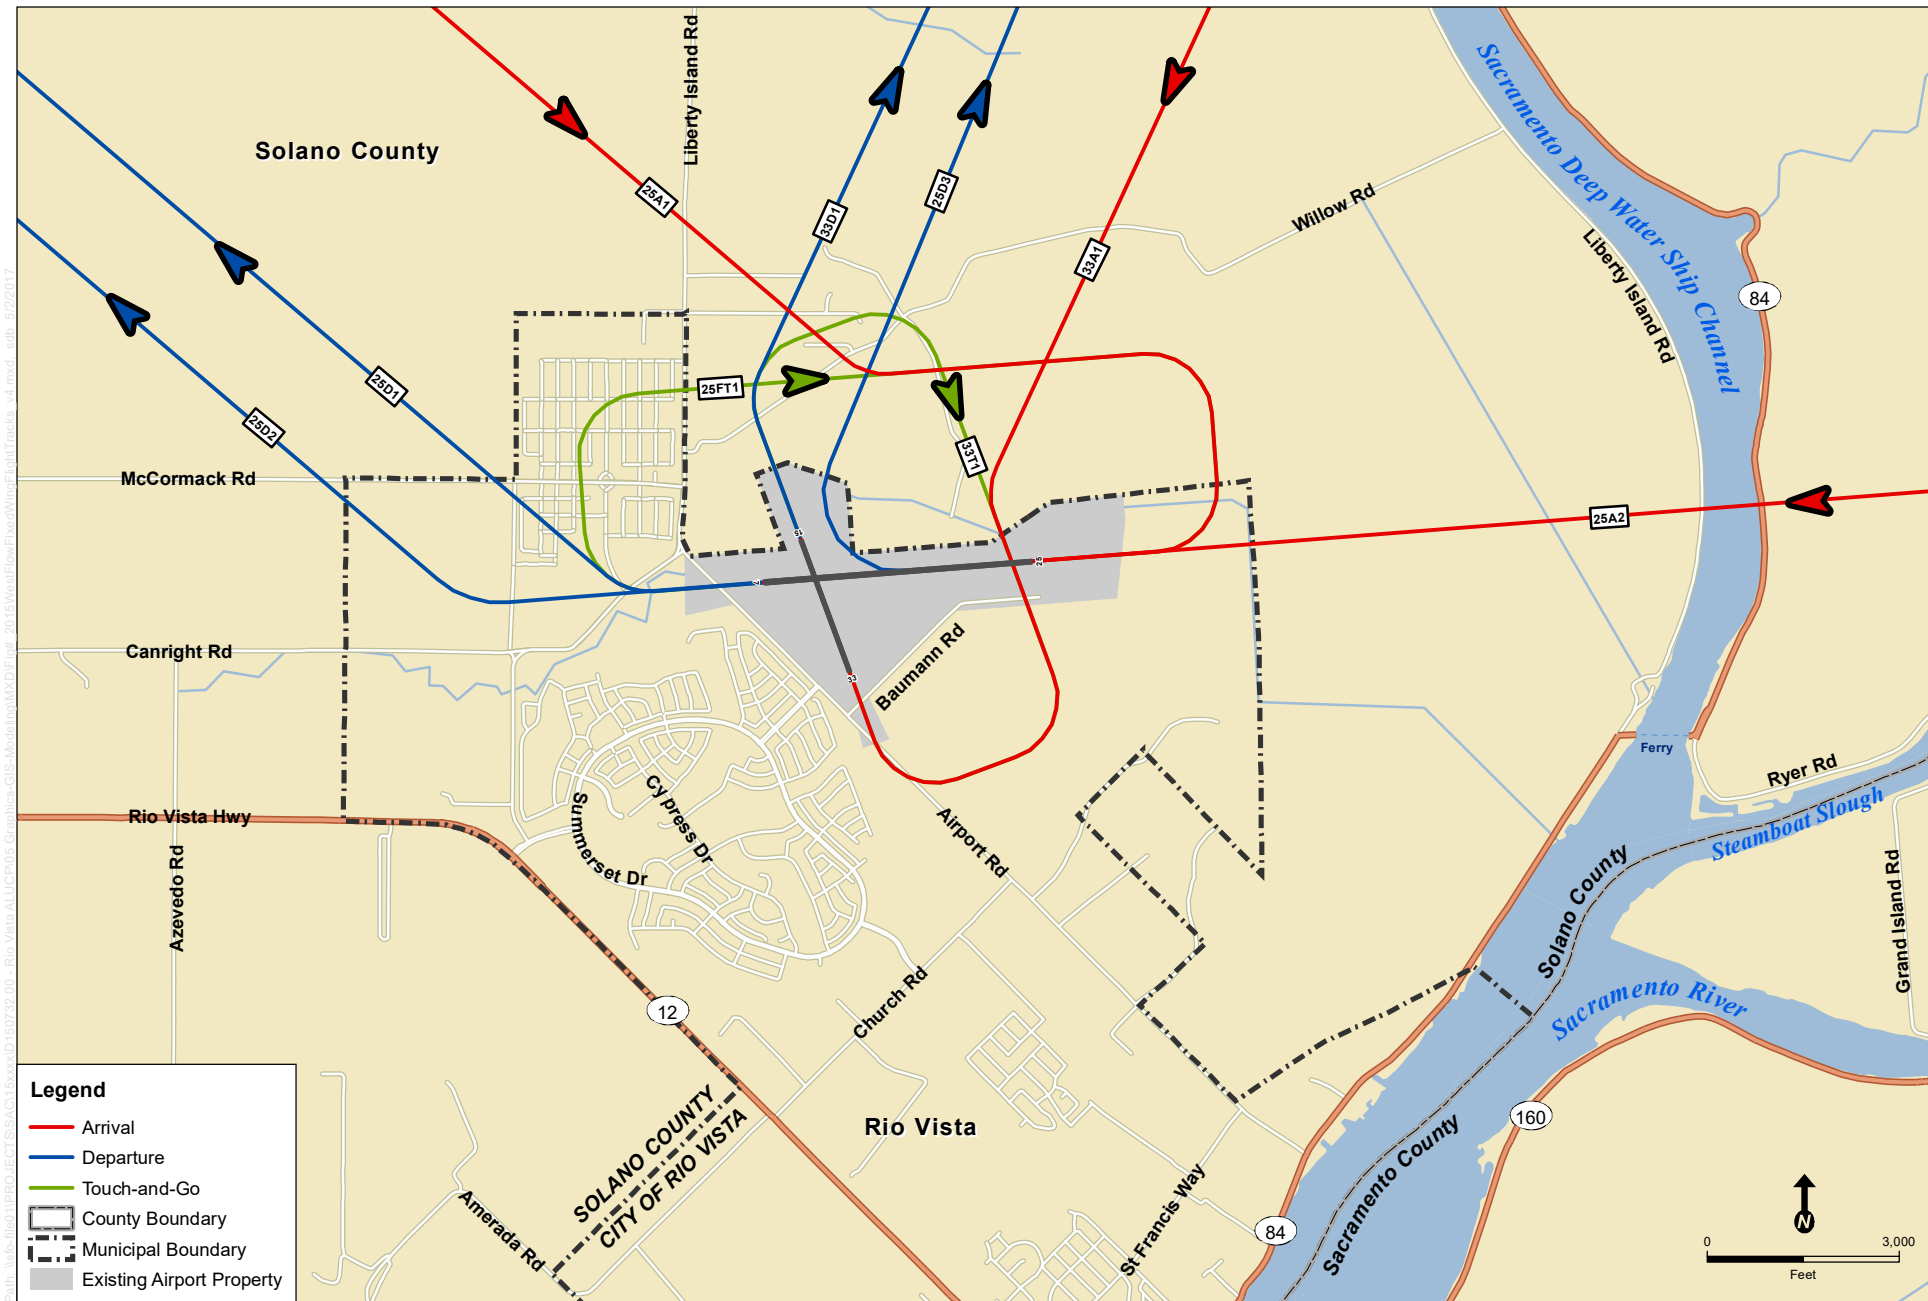 Solano County
Liberty Island Rd
25A1
33D1
25D3
33A1
Willow Rd
Sacramento Deep Water Ship Channel
Liberty Island Rd
84
25D1
25D2
25FT1
33T1
McCormack Rd
25A2
15
7
25
33
Canright Rd
Baumann Rd
Ferry
Ryer Rd
Steamboat Slough
Rio Vista Hwy
Azevedo Rd
Summerset Dr
Cypress Dr
Airport Rd
Solano County
Grand Island Rd
Sacramento River
Church Rd
12
Rio Vista
SOLANO COUNTY
CITY OF RIO VISTA
160
Sacramento County
St Francis Way
84
Amerada Rd
Legend
Arrival
Departure
Touch-and-Go
County Boundary
Municipal Boundary
Existing Airport Property
N
0 3,000
Feet